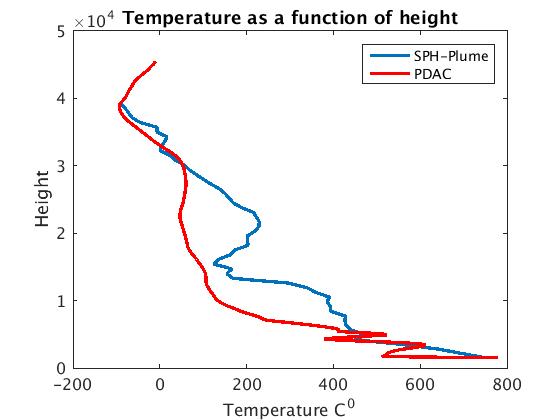 Temperature as a function of height
×10⁴
5
4
3
2
1
0
Height
SPH-Plume
PDAC
-200
0
200
400
600
800
Temperature C⁰